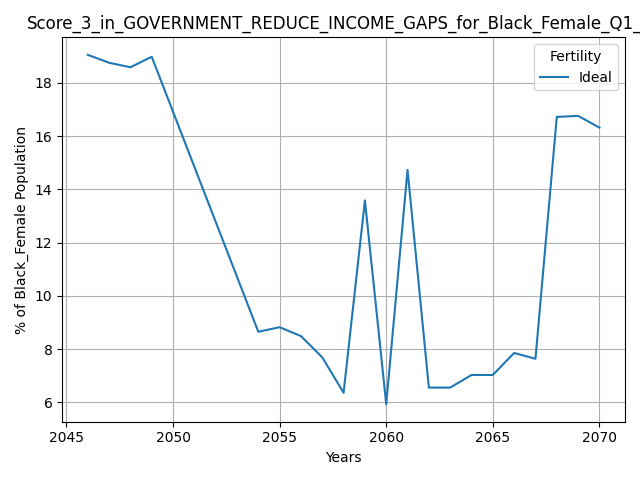 Score_3_in_GOVERNMENT_REDUCE_INCOME_GAPS_for_Black_Female_Q1_
Fertility
Ideal
% of Black_Female Population
18
16
14
12
10
8
6
2045 2050 2055 2060 2065 2070
Years